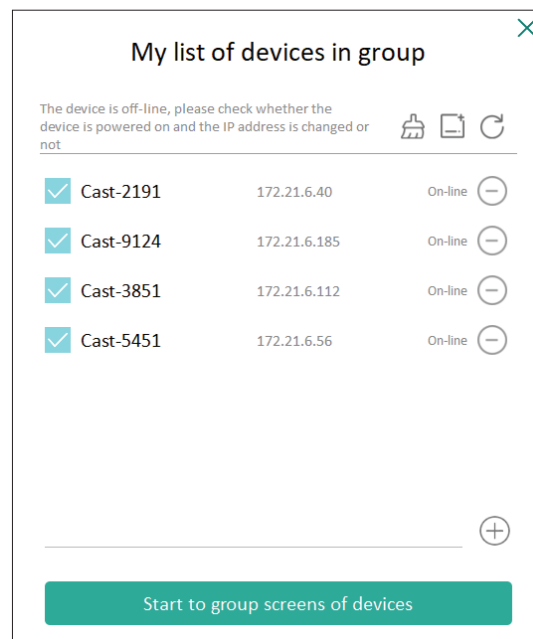 My list of devices in group
The device is off-line, please check whether the
device is powered on and the IP address is changed or
not
Cast-2191 172.21.6.40 On-line
Cast-9124 172.21.6.185 On-line
Cast-3851 172.21.6.112 On-line
Cast-5451 172.21.6.56 On-line
Start to group screens of devices